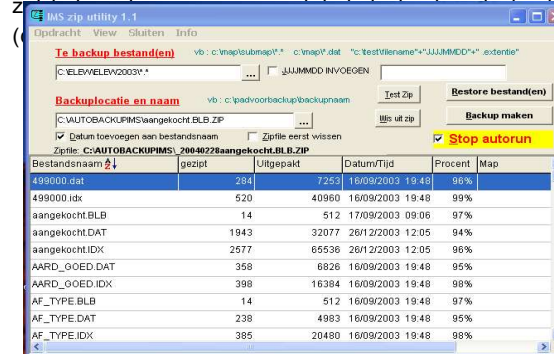 IMS zip utility 1.1
Opdracht View Sluiten Info
Te backup bestand(en) vb : c:\map\submap\*.* c:\map\*.dat "c:\test\filename"+"JJJJMMDD"+" .extentie"
C:\ELEW\ELEW2003\*.* ... JJJJMMDD INVOEGEN
Test Zip Restore bestand(en)
Backuplocatie en naam vb : c:\padvoorbackup\backupnaam
C:\AUTOBACKUPIMS\aangekocht.BLB.ZIP ... Wis uit zip Backup maken
Datum toevoegen aan bestandsnaam Zipfile eerst wissen Stop autorun
Zipfile: C:\AUTOBACKUPIMS\_20040228aangekocht.BLB.ZIP
Bestandsnaam gezipt Uitgepakt Datum/Tijd Procent Map
499000.dat 284 7253 16/09/2003 19:48 96%
499000.idx 520 40960 16/09/2003 19:48 99%
aangekocht.BLB 14 512 17/09/2003 09:06 97%
aangekocht.DAT 1943 32077 26/12/2003 12:05 94%
aangekocht.IDX 2577 65536 26/12/2003 12:05 96%
AARD_GOED.DAT 358 6826 16/09/2003 19:48 95%
AARD_GOED.IDX 398 16384 16/09/2003 19:48 98%
AF_TYPE.BLB 14 512 16/09/2003 19:48 97%
AF_TYPE.DAT 238 4983 16/09/2003 19:48 95%
AF_TYPE.IDX 385 20480 16/09/2003 19:48 98%